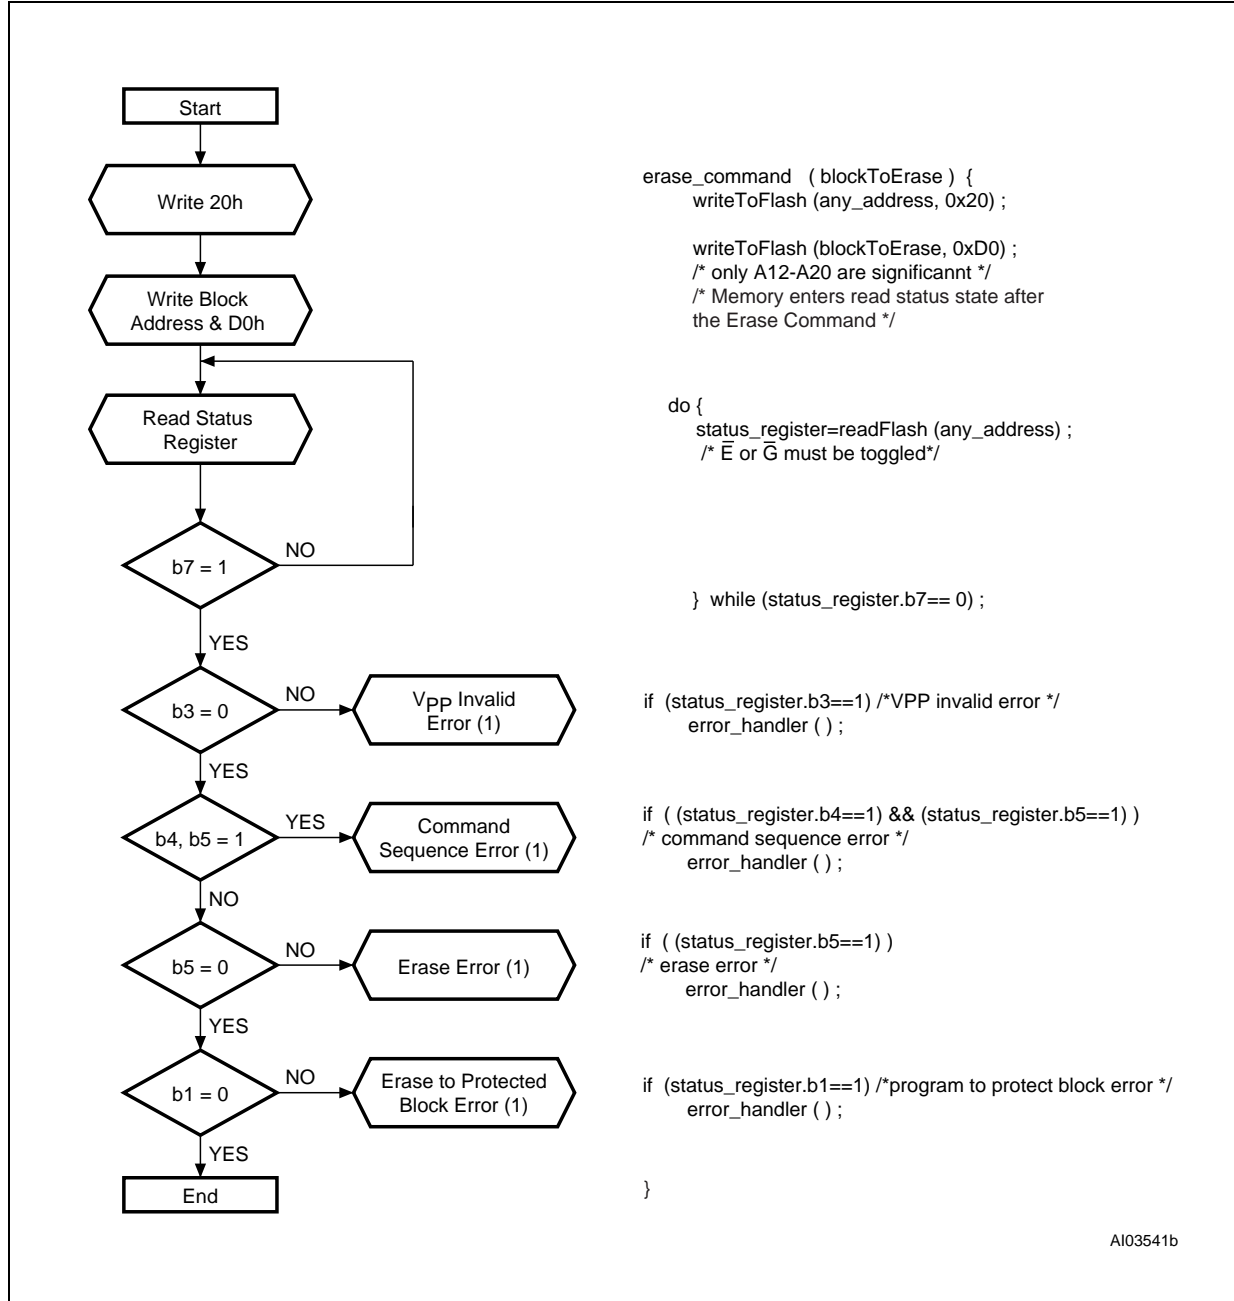 Start
Write 20h
Write Block
Address & D0h
Read Status
Register
b7 = 1
NO
YES
b3 = 0
NO
VPP Invalid
Error (1)
YES
b4, b5 = 1
YES
Command
Sequence Error (1)
NO
b5 = 0
NO
Erase Error (1)
YES
b1 = 0
NO
Erase to Protected
Block Error (1)
YES
End
erase_command ( blockToErase ) {
writeToFlash (any_address, 0x20) ;
writeToFlash (blockToErase, 0xD0) ;
/* only A12-A20 are significannt */
/* Memory enters read status state after
the Erase Command */
do {
status_register=readFlash (any_address) ;
/* E̅ or G̅ must be toggled*/
} while (status_register.b7== 0) ;
if (status_register.b3==1) /*VPP invalid error */
error_handler ( ) ;
if ( (status_register.b4==1) && (status_register.b5==1) )
/* command sequence error */
error_handler ( ) ;
if ( (status_register.b5==1) )
/* erase error */
error_handler ( ) ;
if (status_register.b1==1) /*program to protect block error */
error_handler ( ) ;
}
AI03541b